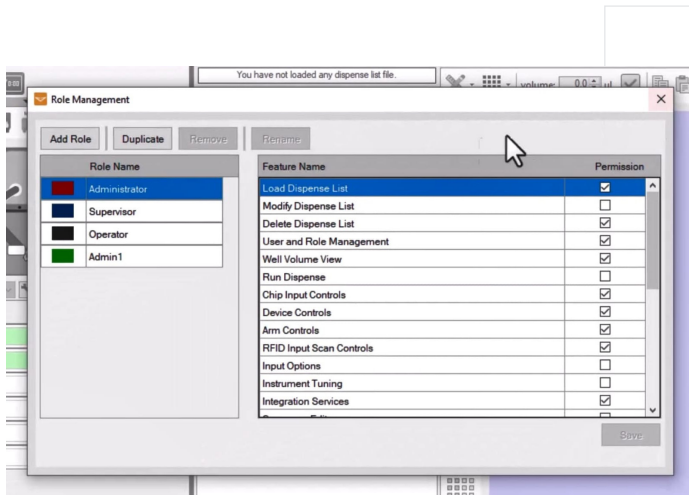 You have not loaded any dispense list file.
volume: 0.0 ul
Role Management
Add Role Duplicate Remove Rename
Role Name
Administrator
Supervisor
Operator
Admin1
Feature Name Permission
Load Dispense List
Modify Dispense List
Delete Dispense List
User and Role Management
Well Volume View
Run Dispense
Chip Input Controls
Device Controls
Arm Controls
RFID Input Scan Controls
Input Options
Instrument Tuning
Integration Services
Save